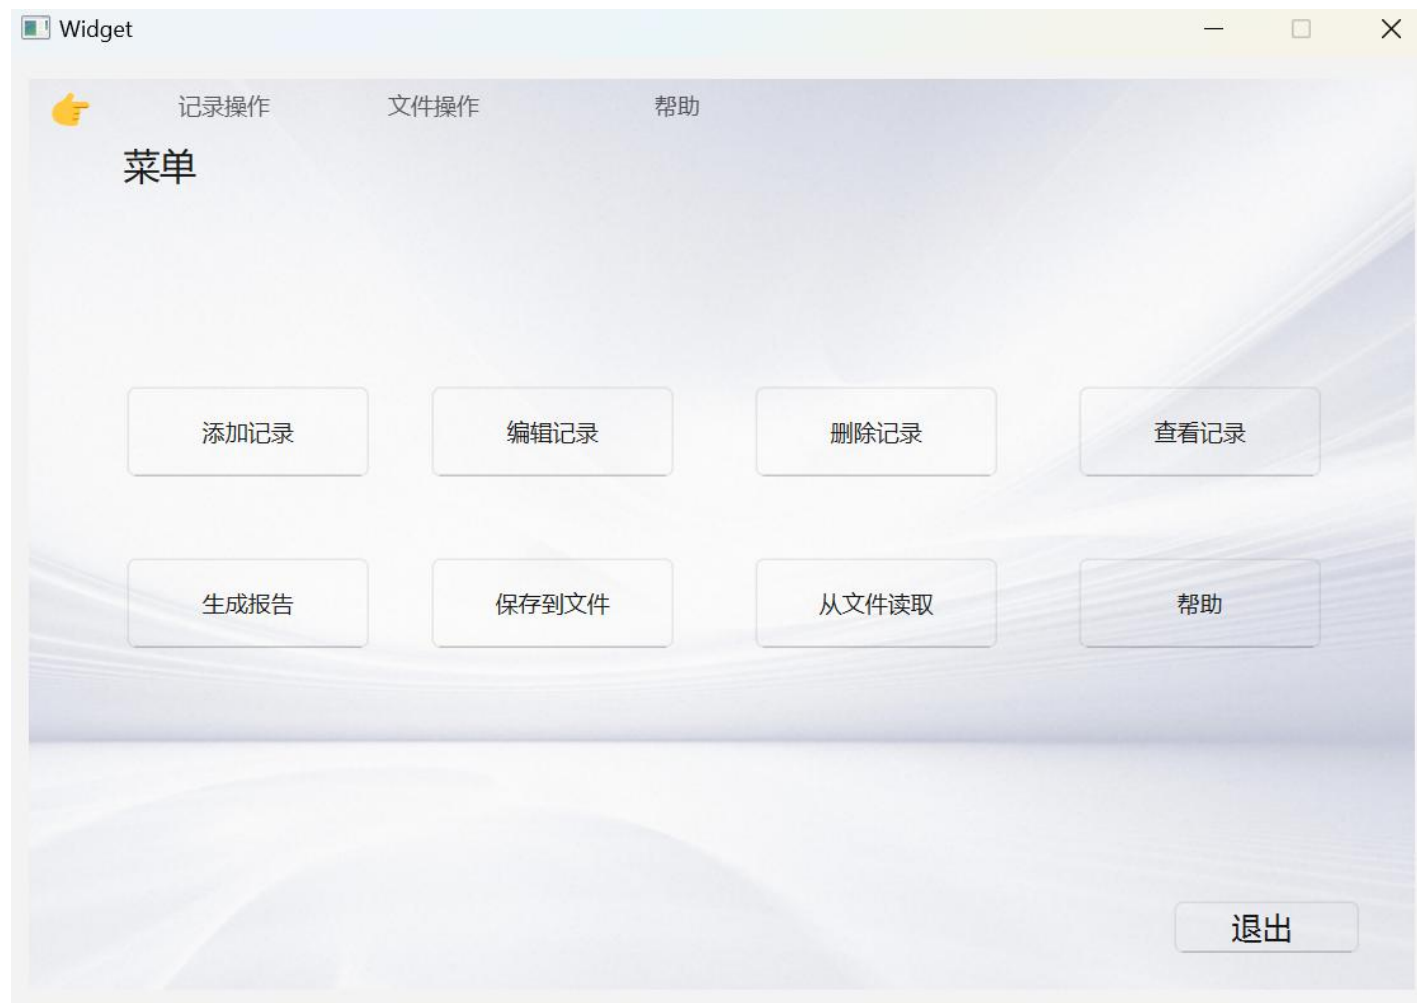 Widget
记录操作 文件操作 帮助
菜单
添加记录 编辑记录 删除记录 查看记录
生成报告 保存到文件 从文件读取 帮助
退出